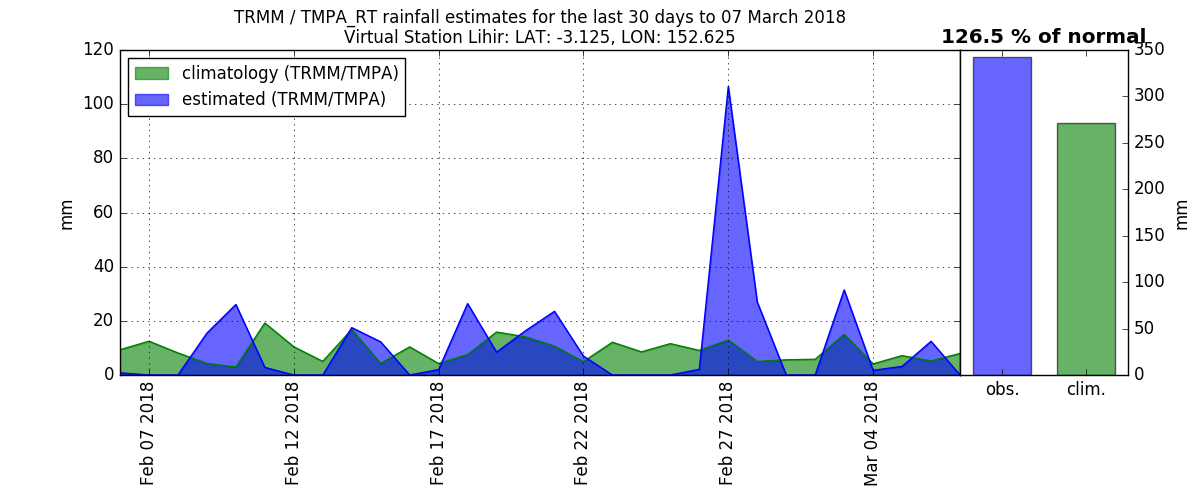 TRMM / TMPA_RT rainfall estimates for the last 30 days to 07 March 2018
Virtual Station Lihir: LAT: -3.125, LON: 152.625
126.5 % of normal
climatology (TRMM/TMPA)
estimated (TRMM/TMPA)
mm
120
100
80
60
40
20
0
Feb 07 2018
Feb 12 2018
Feb 17 2018
Feb 22 2018
Feb 27 2018
Mar 04 2018
obs.
clim.
350
300
250
200
150
100
50
0
mm